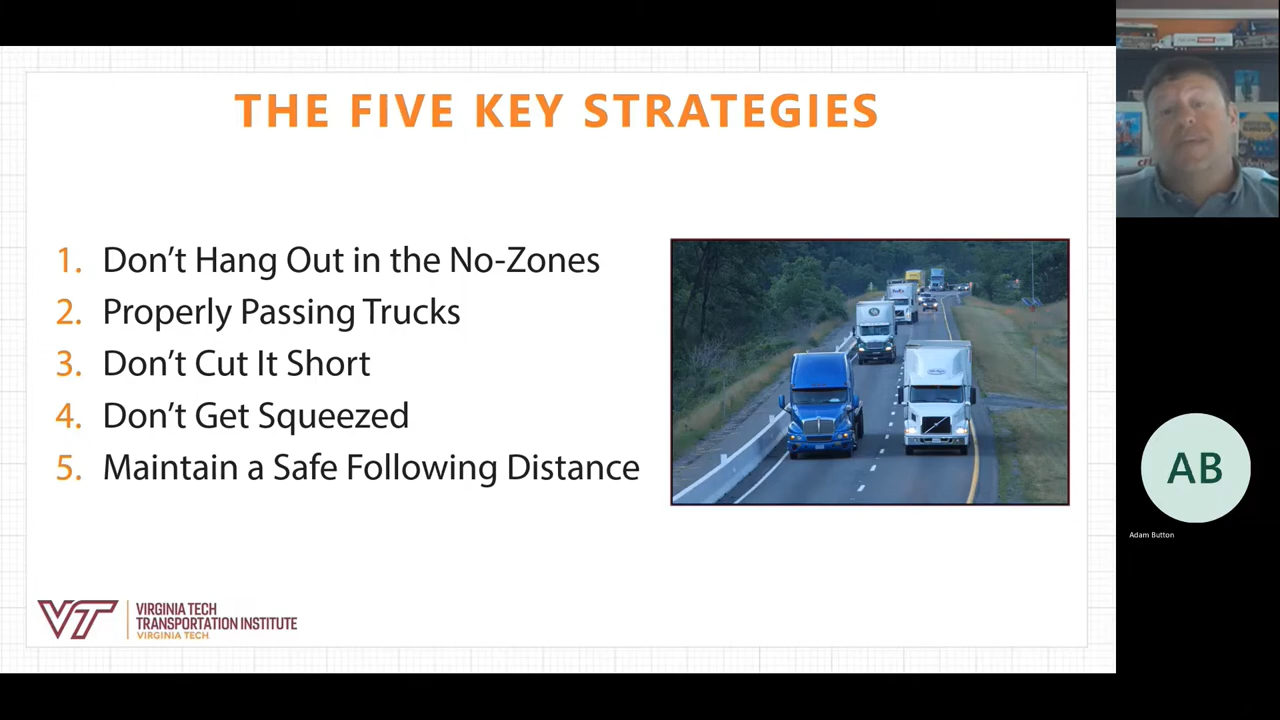 THE FIVE KEY STRATEGIES
1. Don't Hang Out in the No-Zones
2. Properly Passing Trucks
3. Don't Cut It Short
4. Don't Get Squeezed
5. Maintain a Safe Following Distance
FedEx
VT
VIRGINIA TECH
TRANSPORTATION INSTITUTE
VIRGINIA TECH
AB
Adam Button